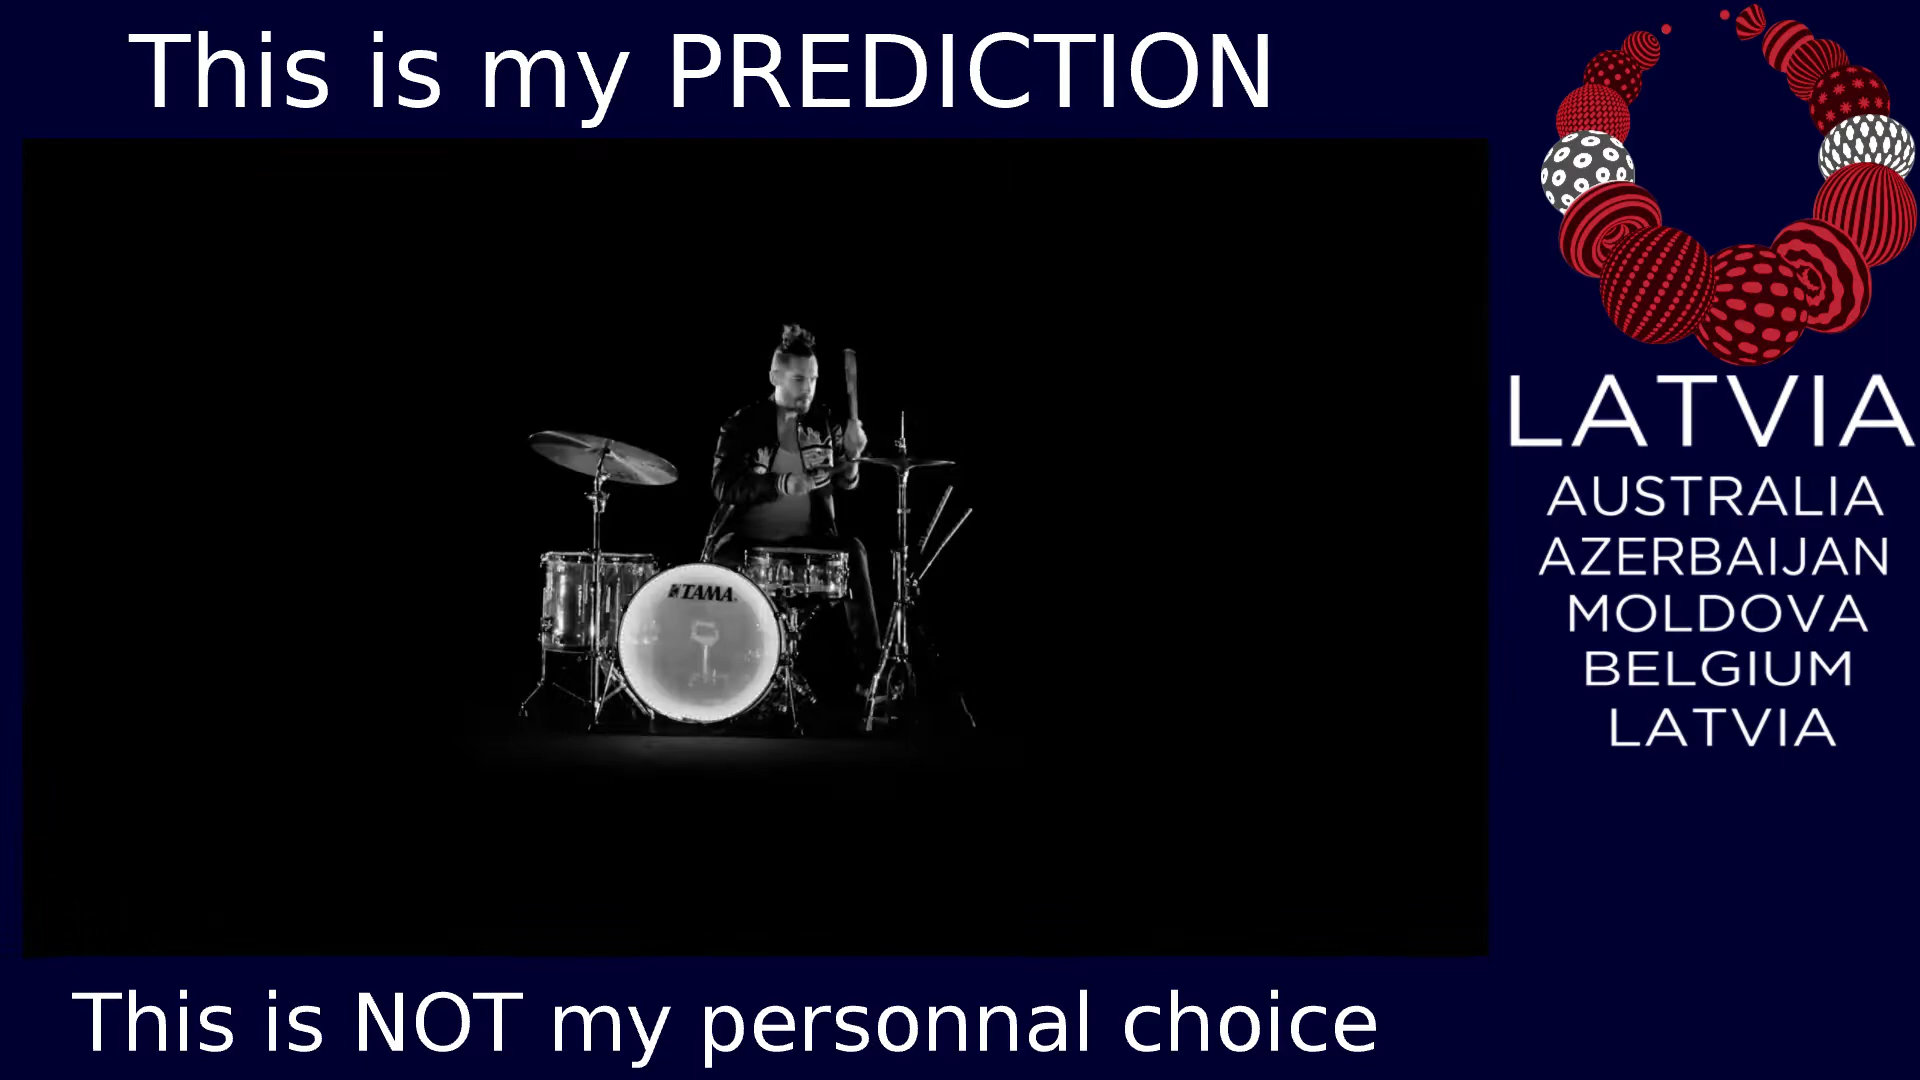 This is my PREDICTION
TAMA
LATVIA
AUSTRALIA
AZERBAIJAN
MOLDOVA
BELGIUM
LATVIA
This is NOT my personnal choice